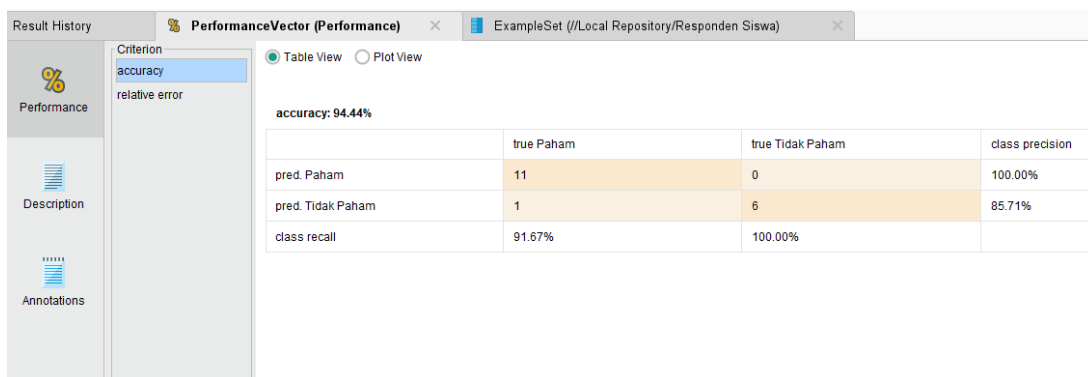 Result History
% PerformanceVector (Performance)
ExampleSet (//Local Repository/Responden Siswa)
%
Performance
Description
Annotations
Criterion
accuracy
relative error
Table View Plot View
accuracy: 94.44%
true Paham true Tidak Paham class precision
pred. Paham 11 0 100.00%
pred. Tidak Paham 1 6 85.71%
class recall 91.67% 100.00%